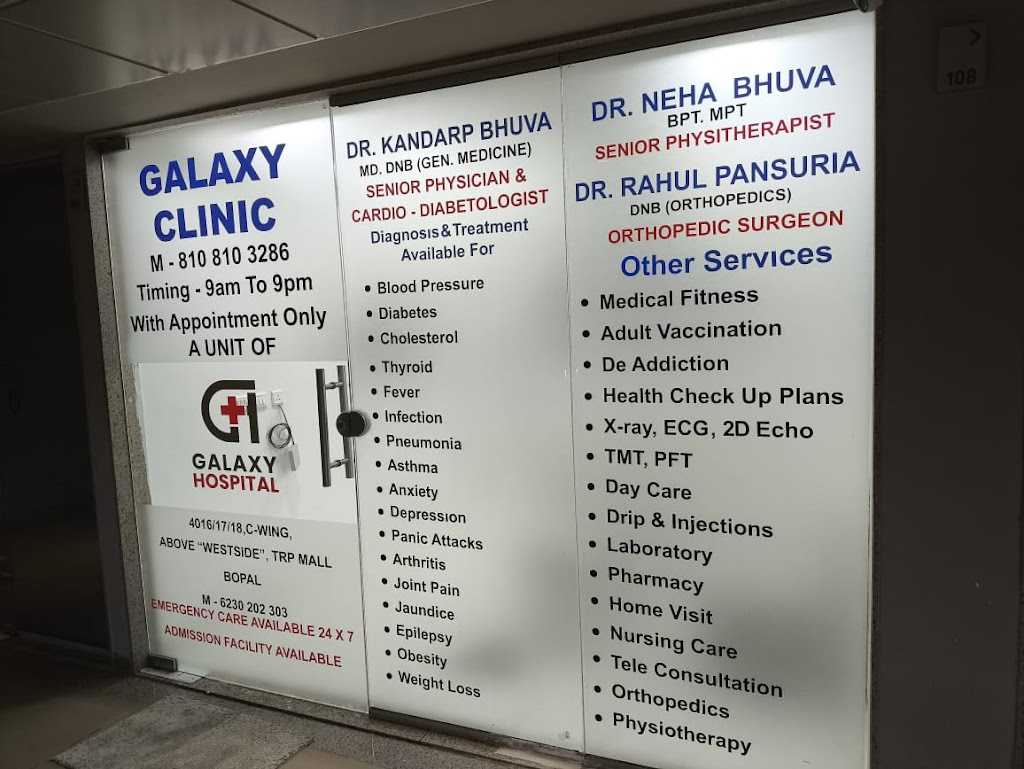 GALAXY
CLINIC
M - 810 810 3286
Timing - 9am To 9pm
With Appointment Only
A UNIT OF
GALAXY
HOSPITAL
4016/17/18,C-WING,
ABOVE “WESTSIDE”, TRP MALL
BOPAL
M - 6230 202 303
EMERGENCY CARE AVAILABLE 24 X 7
ADMISSION FACILITY AVAILABLE
DR. KANDARP BHUVA
MD. DNB (GEN. MEDICINE)
SENIOR PHYSICIAN &
CARDIO - DIABETOLOGIST
Diagnosis & Treatment
Available For
• Blood Pressure
• Diabetes
• Cholesterol
• Thyroid
• Fever
• Infection
• Pneumonia
• Asthma
• Anxiety
• Depression
• Panic Attacks
• Arthritis
• Joint Pain
• Jaundice
• Epilepsy
• Obesity
• Weight Loss
DR. NEHA BHUVA
BPT. MPT
SENIOR PHYSITHERAPIST
DR. RAHUL PANSURIA
DNB (ORTHOPEDICS)
ORTHOPEDIC SURGEON
Other Services
• Medical Fitness
• Adult Vaccination
• De Addiction
• Health Check Up Plans
• X-ray, ECG, 2D Echo
• TMT, PFT
• Day Care
• Drip & Injections
• Laboratory
• Pharmacy
• Home Visit
• Nursing Care
• Tele Consultation
• Orthopedics
• Physiotherapy
108